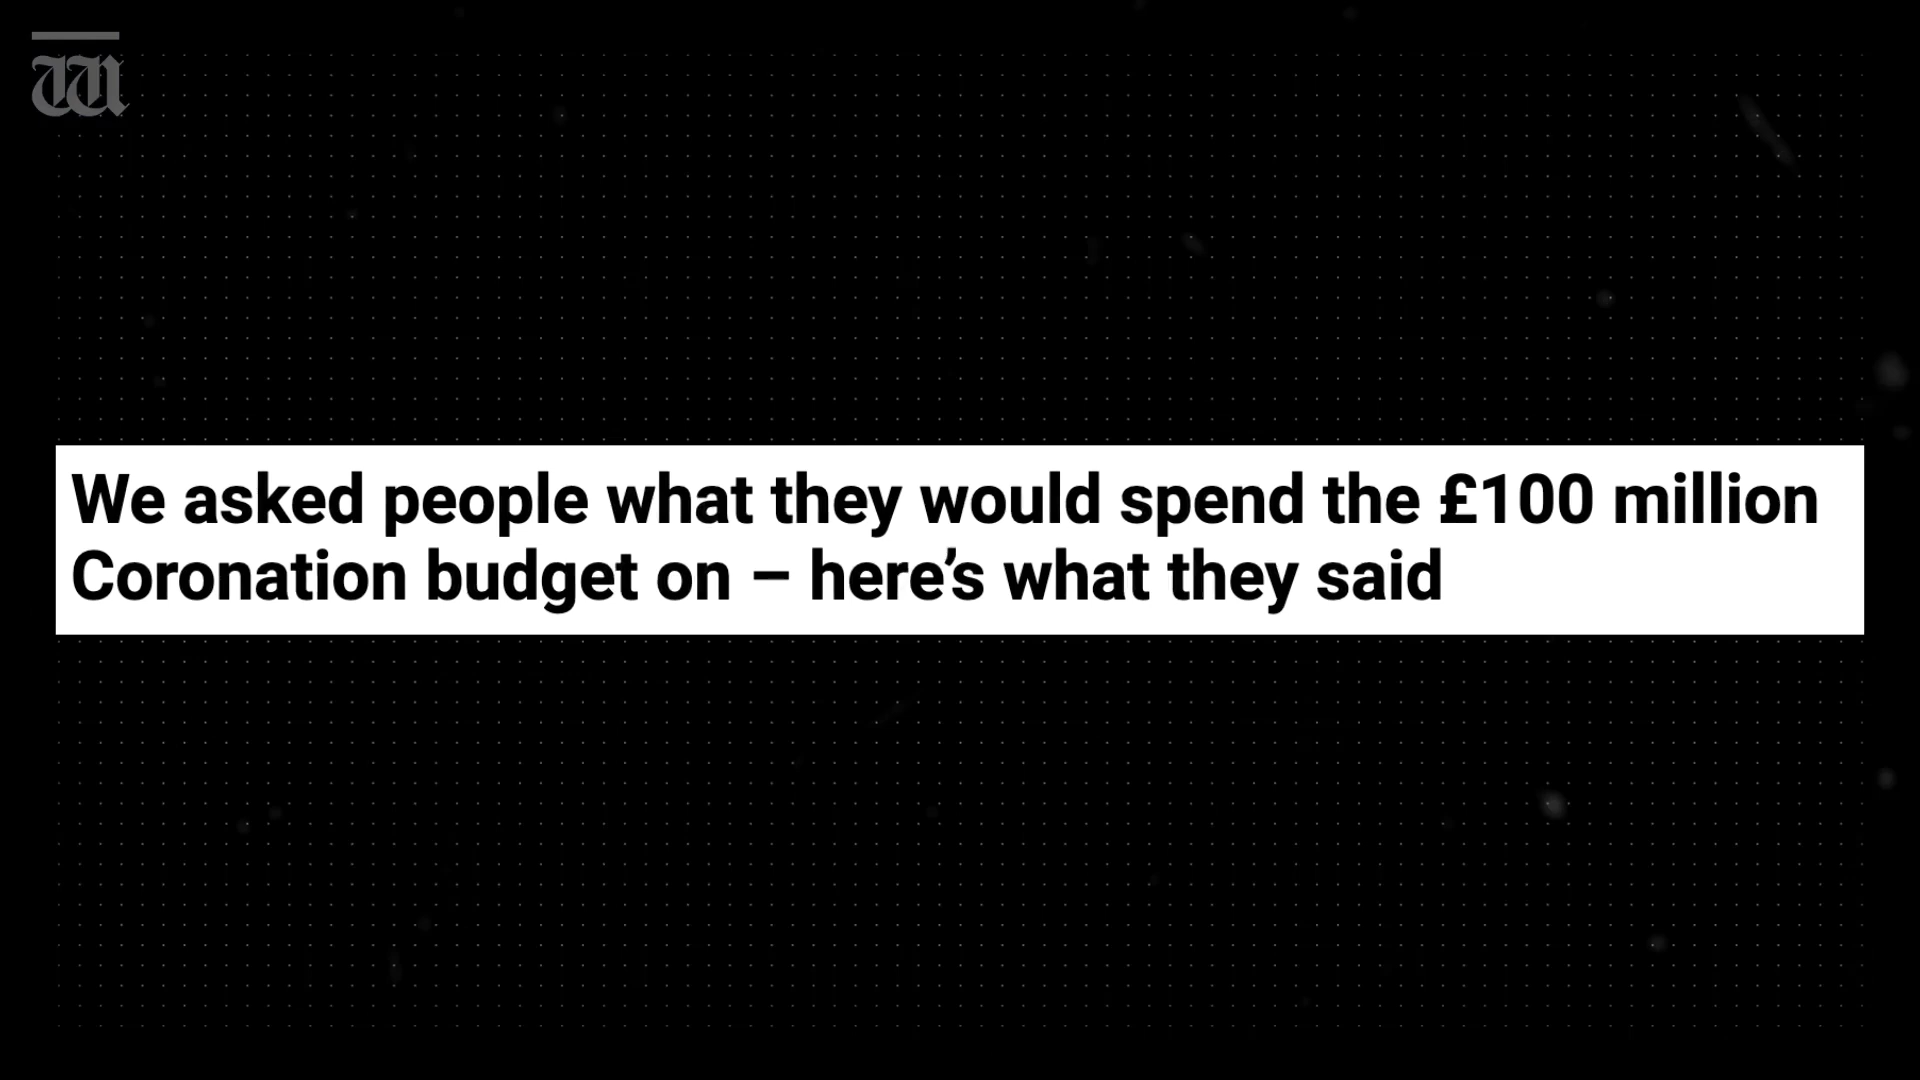 W
We asked people what they would spend the £100 million
Coronation budget on – here’s what they said